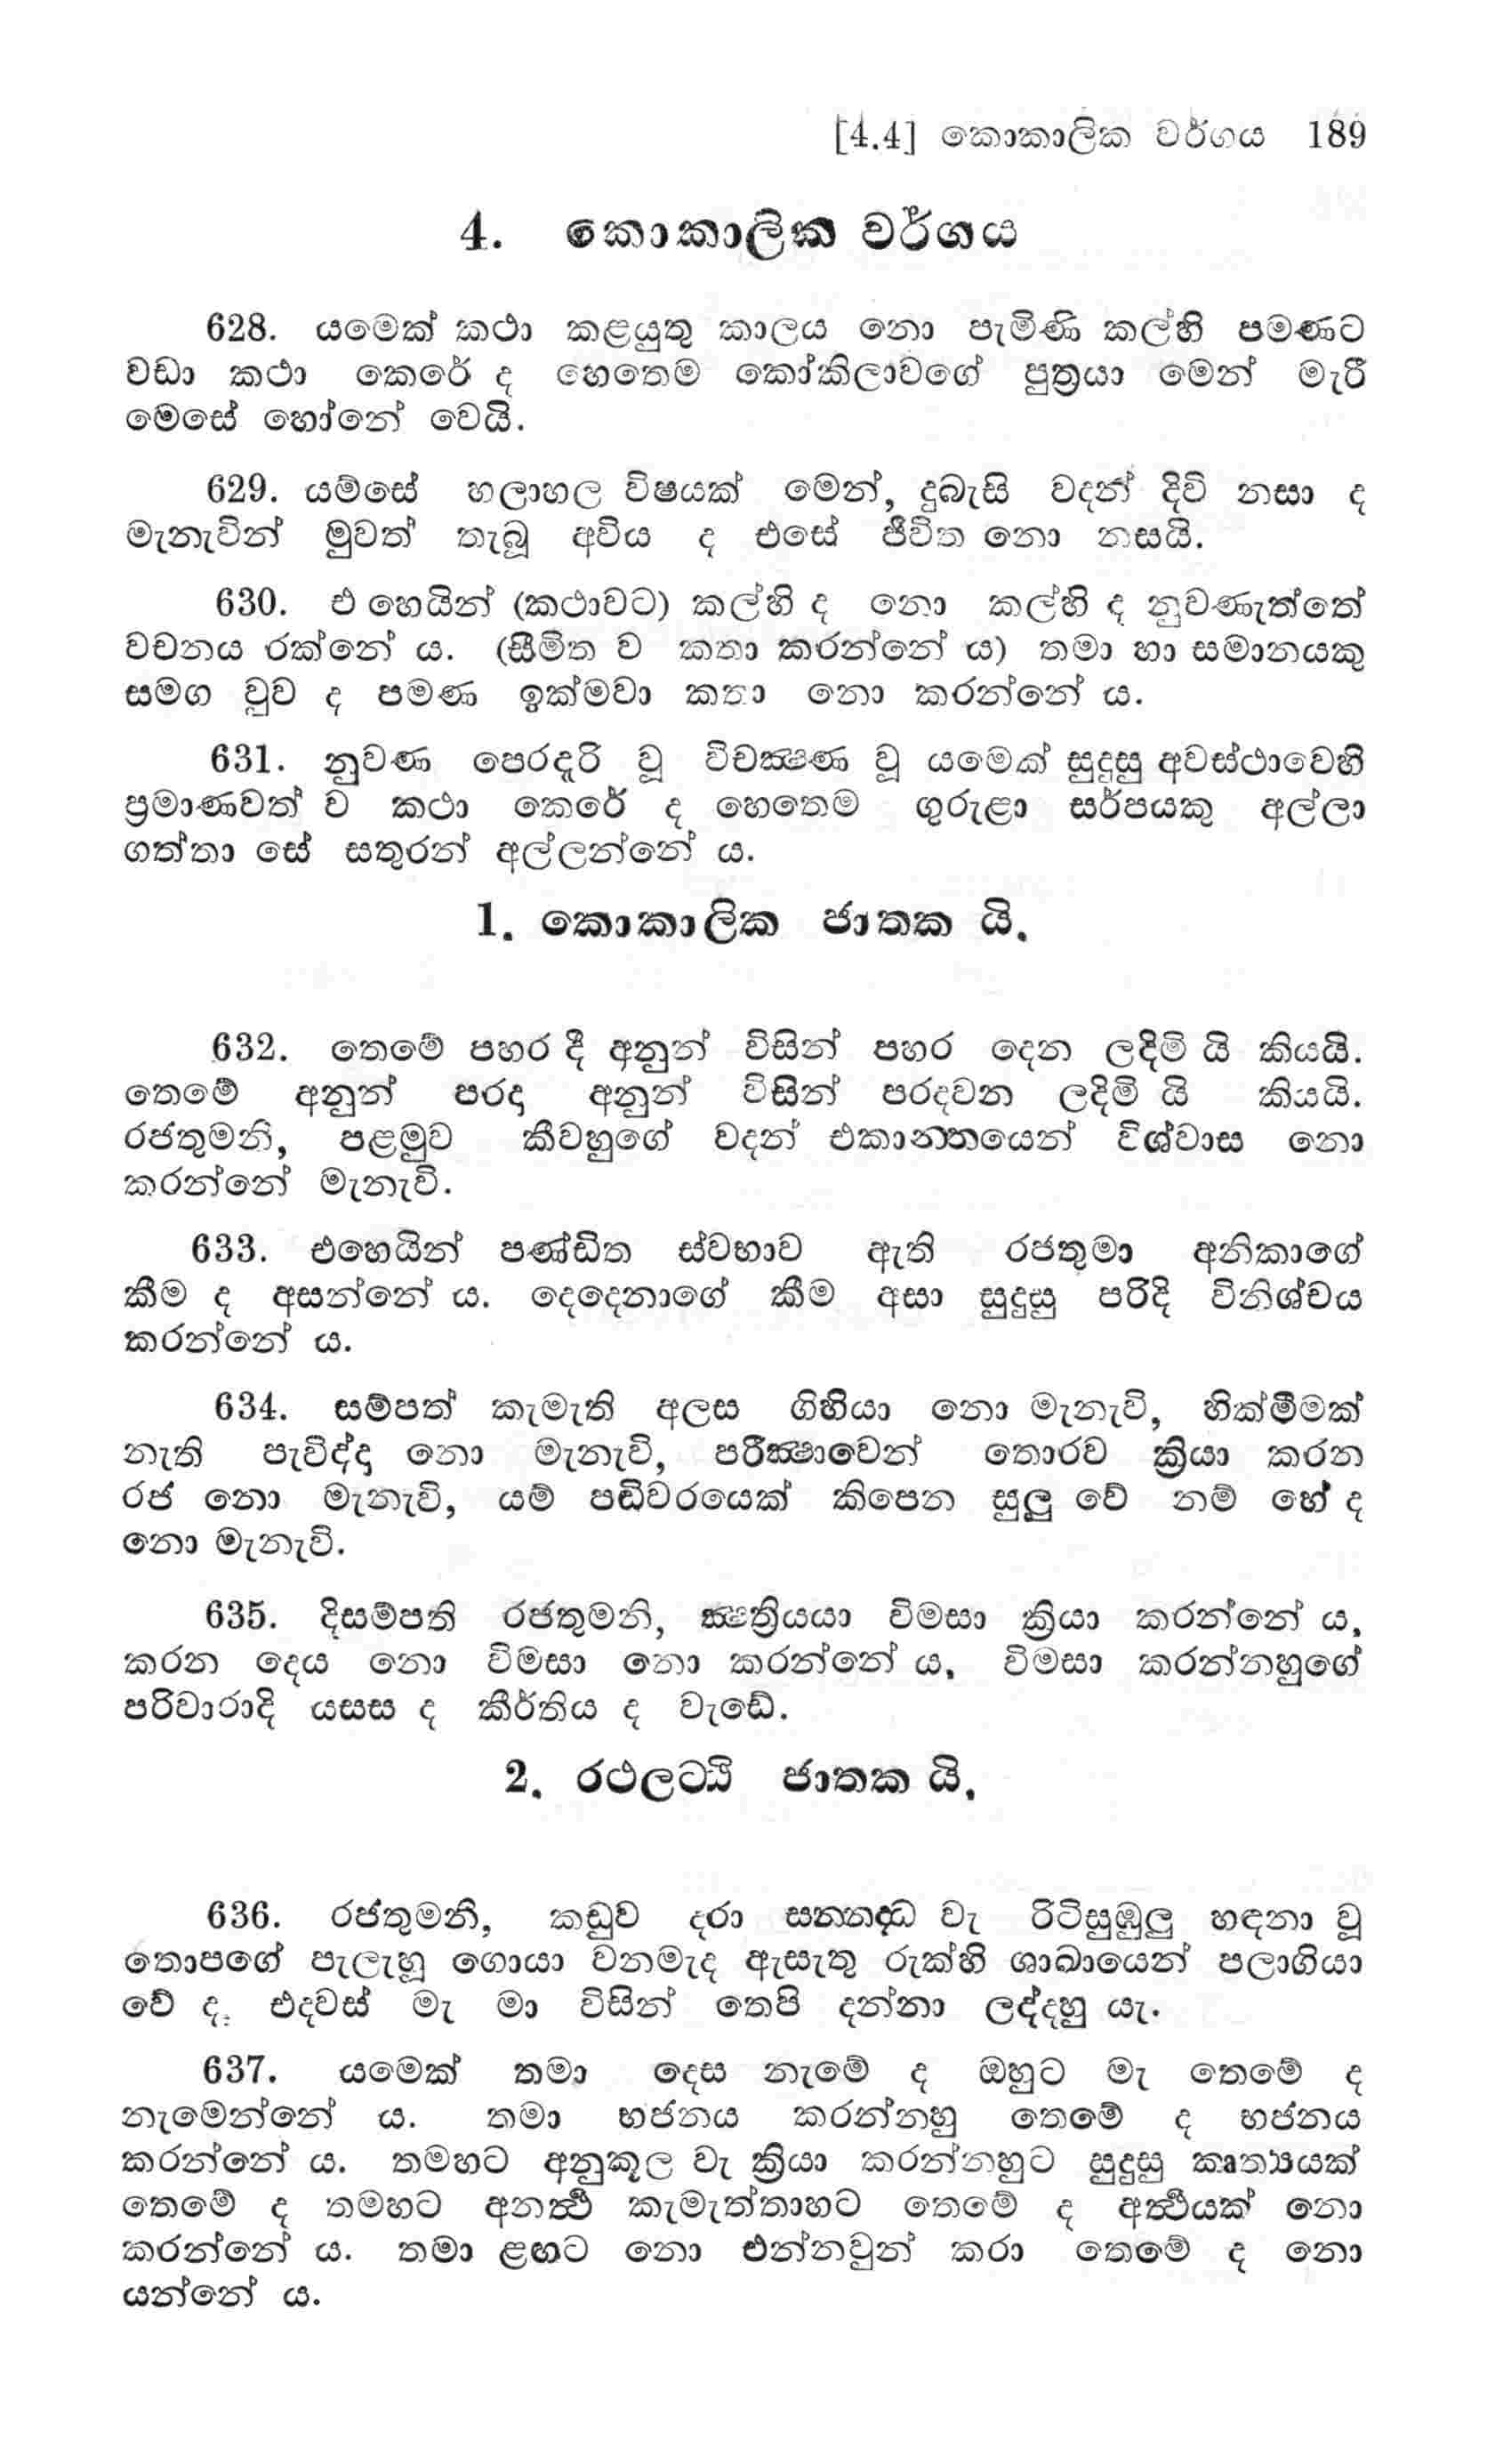 [4.4] කොකාලික වර්ගය 189
4. කොකාලික වර්ගය
628. යමෙක් කථා කළයුතු කාලය නො පැමිණි කල්හි පමණට
වඩා කථා කෙරේ ද හෙතෙම කෝකිලාවගේ පුත්‍රයා මෙන් මැරී
මෙසේ හෝනේ වෙයි.
629. යම්සේ හලාහල විෂයක් මෙන්, දුබැසි වදන් දිවි නසා ද
මැනැවින් මුවත් තැබූ අවිය ද එසේ ජීවිත නො නසයි.
630. එ හෙයින් (කථාවට) කල්හි ද නො කල්හි ද නුවණැත්තේ
වචනය රක්නේ ය. (සීමිත ව කතා කරන්නේ ය) තමා හා සමානයකු
සමග වුව ද පමණ ඉක්මවා කතා නො කරන්නේ ය.
631. නුවණ පෙරදැරි වූ විචක්‍ෂණ වූ යමෙක් සුදුසු අවස්ථාවෙහි
ප්‍රමාණවත් ව කථා කෙරේ ද හෙතෙම ගුරුළා සර්පයකු අල්ලා
ගත්තා සේ සතුරන් අල්ලන්නේ ය.
1. කොකාලික ජාතක යි.
632. තෙමේ පහර දී අනුන් විසින් පහර දෙන ලදිමි යි කියයි.
තෙමේ අනුන් පරදා අනුන් විසින් පරදවන ලදිමි යි කියයි.
රජතුමනි, පළමුව කීවහුගේ වදන් එකාන්‍තයෙන් විශ්වාස නො
කරන්නේ මැනැවි.
633. එහෙයින් පණ්ඩිත ස්වභාව ඇති රජතුමා අනිකාගේ
කීම ද අසන්නේ ය. දෙදෙනාගේ කීම අසා සුදුසු පරිදි විනිශ්චය
කරන්නේ ය.
634. සම්පත් කැමැති අලස ගිහියා නො මැනැවි, හික්මීමක්
නැති පැවිද්දා නො මැනැවි, පරීක්‍ෂාවෙන් තොරව ක්‍රියා කරන
රජ නො මැනැවි, යම් පඬිවරයෙක් කිපෙන සුලු වේ නම් හේ ද
නො මැනැවි.
635. දිසම්පති රජතුමනි, ක්‍ෂත්‍රියයා විමසා ක්‍රියා කරන්නේ ය,
කරන දෙය නො විමසා නො කරන්නේ ය, විමසා කරන්නහුගේ
පරිවාරාදි යසස ද කීර්තිය ද වැඩේ.
2. රථලට්‍ඨි ජාතක යි.
636. රජතුමනි, කඩුව දරා සන්‍නද්‍ධ වැ රිටිසුඹුලු හඳනා වූ
තොපගේ පැලැහූ ගොයා වනමැද ඇසැතු රුක්හි ශාඛායෙන් පලාගියා
වේ ද, එදවස් මැ මා විසින් තෙපි දන්නා ලද්දහු යැ.
637. යමෙක් තමා දෙස නැමේ ද ඔහුට මැ තෙමේ ද
නැමෙන්නේ ය. තමා භජනය කරන්නහු තෙමේ ද භජනය
කරන්නේ ය. තමහට අනුකූල වැ ක්‍රියා කරන්නහුට සුදුසු කෘත්‍යයක්
තෙමේ ද තමහට අනර්‍ත්‍ථ කැමැත්තාහට තෙමේ ද අර්‍ත්‍ථයක් නො
කරන්නේ ය. තමා ළඟට නො එන්නවුන් කරා තෙමේ ද නො
යන්නේ ය.